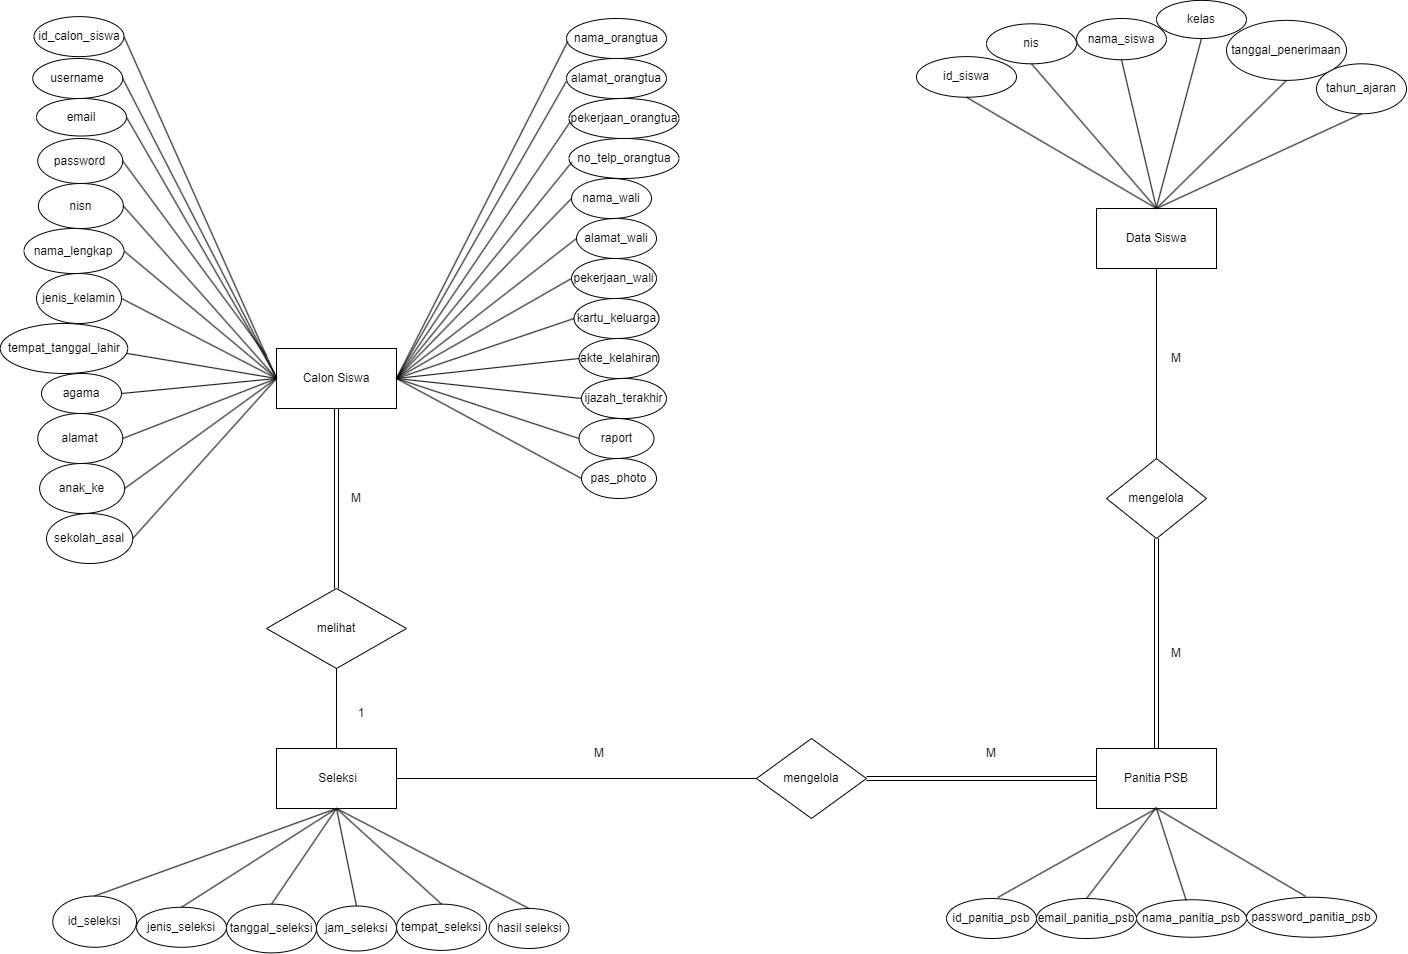 id_calon_siswa
username
email
password
nisn
nama_lengkap
jenis_kelamin
tempat_tanggal_lahir
agama
alamat
anak_ke
sekolah_asal
nama_orangtua
alamat_orangtua
pekerjaan_orangtua
no_telp_orangtua
nama_wali
alamat_wali
pekerjaan_wali
kartu_keluarga
akte_kelahiran
ijazah_terakhir
raport
pas_photo
Calon Siswa
M
melihat
1
Seleksi
id_seleksi
jenis_seleksi
tanggal_seleksi
jam_seleksi
tempat_seleksi
hasil seleksi
M
mengelola
M
id_siswa
nis
nama_siswa
kelas
tanggal_penerimaan
tahun_ajaran
Data Siswa
M
mengelola
M
Panitia PSB
id_panitia_psb
email_panitia_psb
nama_panitia_psb
password_panitia_psb